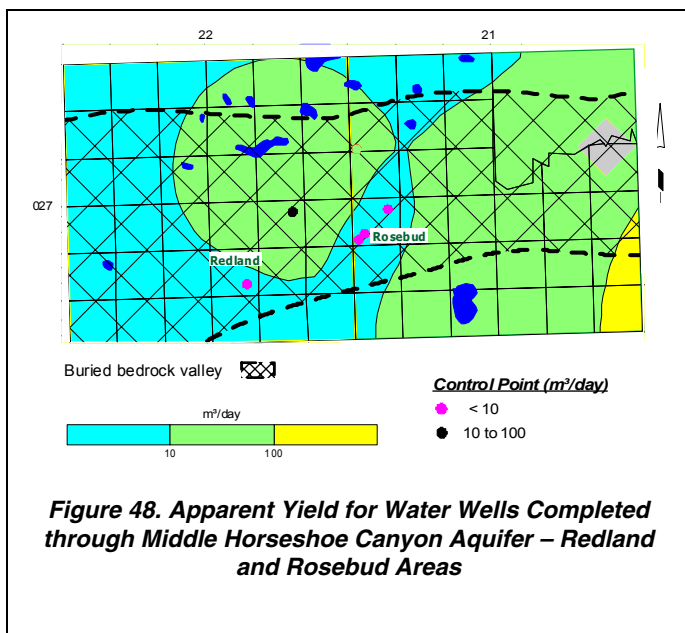 22 21
027
Rosebud
Redland
Buried bedrock valley
Control Point (m³/day)
m³/day
< 10
10 to 100
10 100
Figure 48. Apparent Yield for Water Wells Completed
through Middle Horseshoe Canyon Aquifer – Redland
and Rosebud Areas